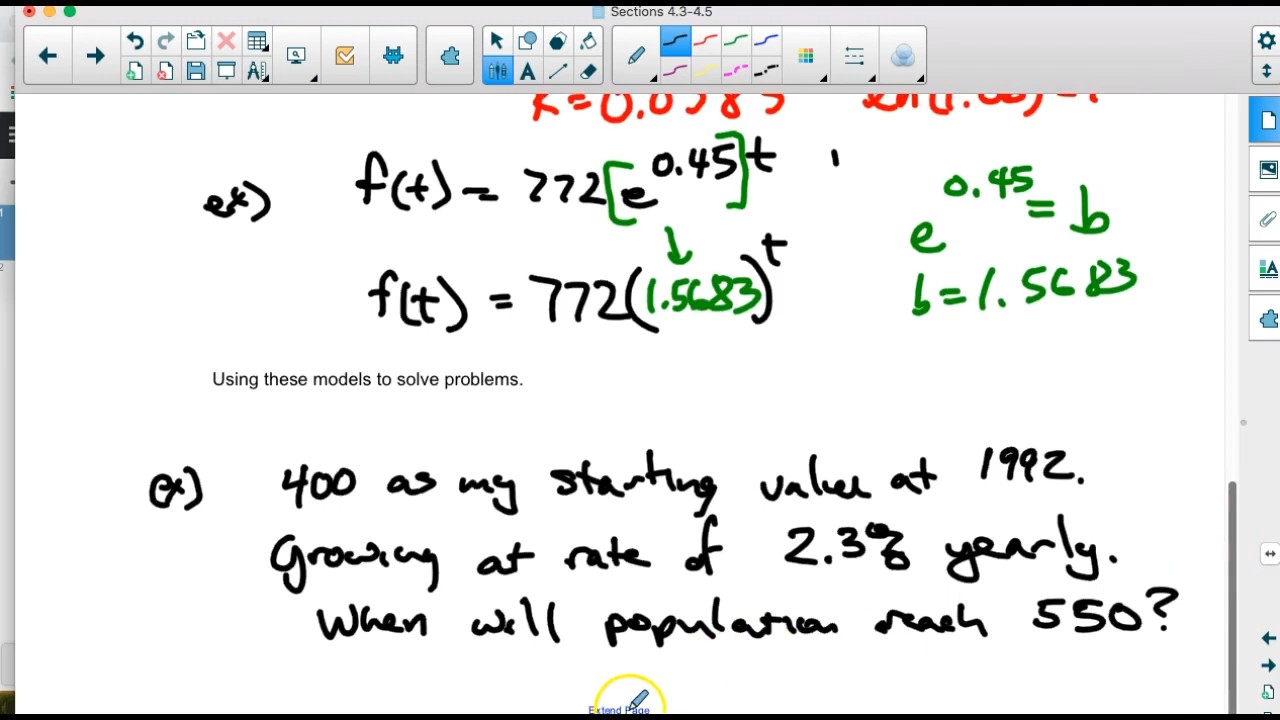 Sections 4.3-4.5
ex) f(t) = 772[e^0.45]^t
e^0.45 = b
f(t) = 772(1.5683)^t
b = 1.5683
Using these models to solve problems.
ex) 400 as my starting value at 1992.
Growing at rate of 2.3% yearly.
When will population reach 550?
Extend Page